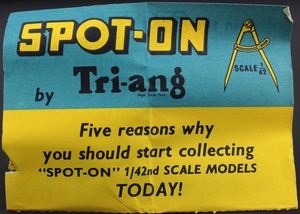 SPOT-ON
SCALE 1/42
by Tri-ang
Five reasons why
you should start collecting
"SPOT-ON" 1/42nd SCALE MODELS
TODAY!